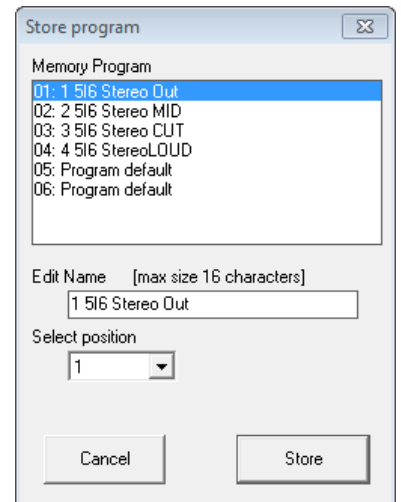 Store program
Memory Program
01: 1 5I6 Stereo Out
02: 2 5I6 Stereo MID
03: 3 5I6 Stereo CUT
04: 4 5I6 StereoLOUD
05: Program default
06: Program default
Edit Name [max size 16 characters]
1 5I6 Stereo Out
Select position
1
Cancel Store